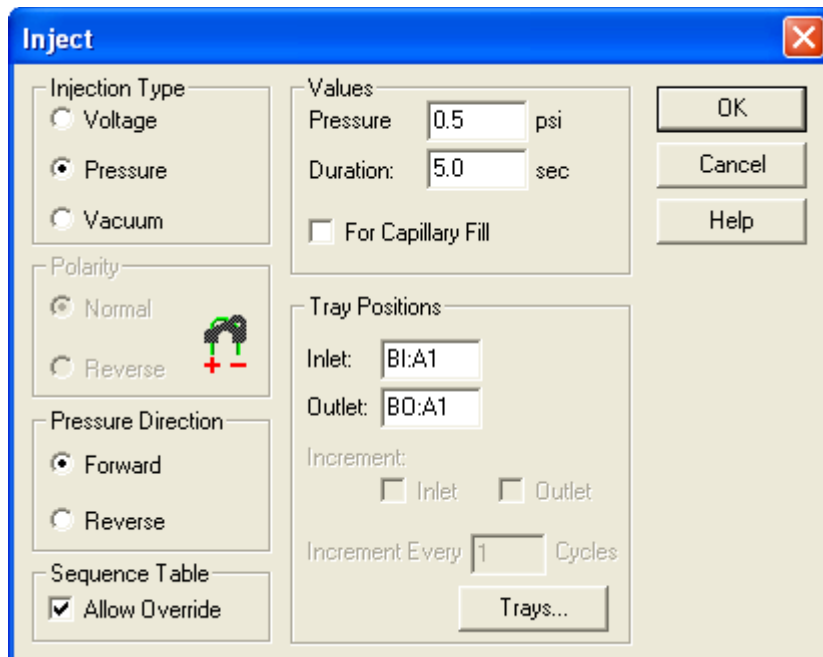 Inject
Injection Type
Voltage
Pressure
Vacuum
Polarity
Normal
Reverse
Pressure Direction
Forward
Reverse
Sequence Table
Allow Override
Values
Pressure 0.5 psi
Duration: 5.0 sec
For Capillary Fill
Tray Positions
Inlet: BI:A1
Outlet: BO:A1
Increment:
Inlet Outlet
Increment Every 1 Cycles
Trays...
OK
Cancel
Help